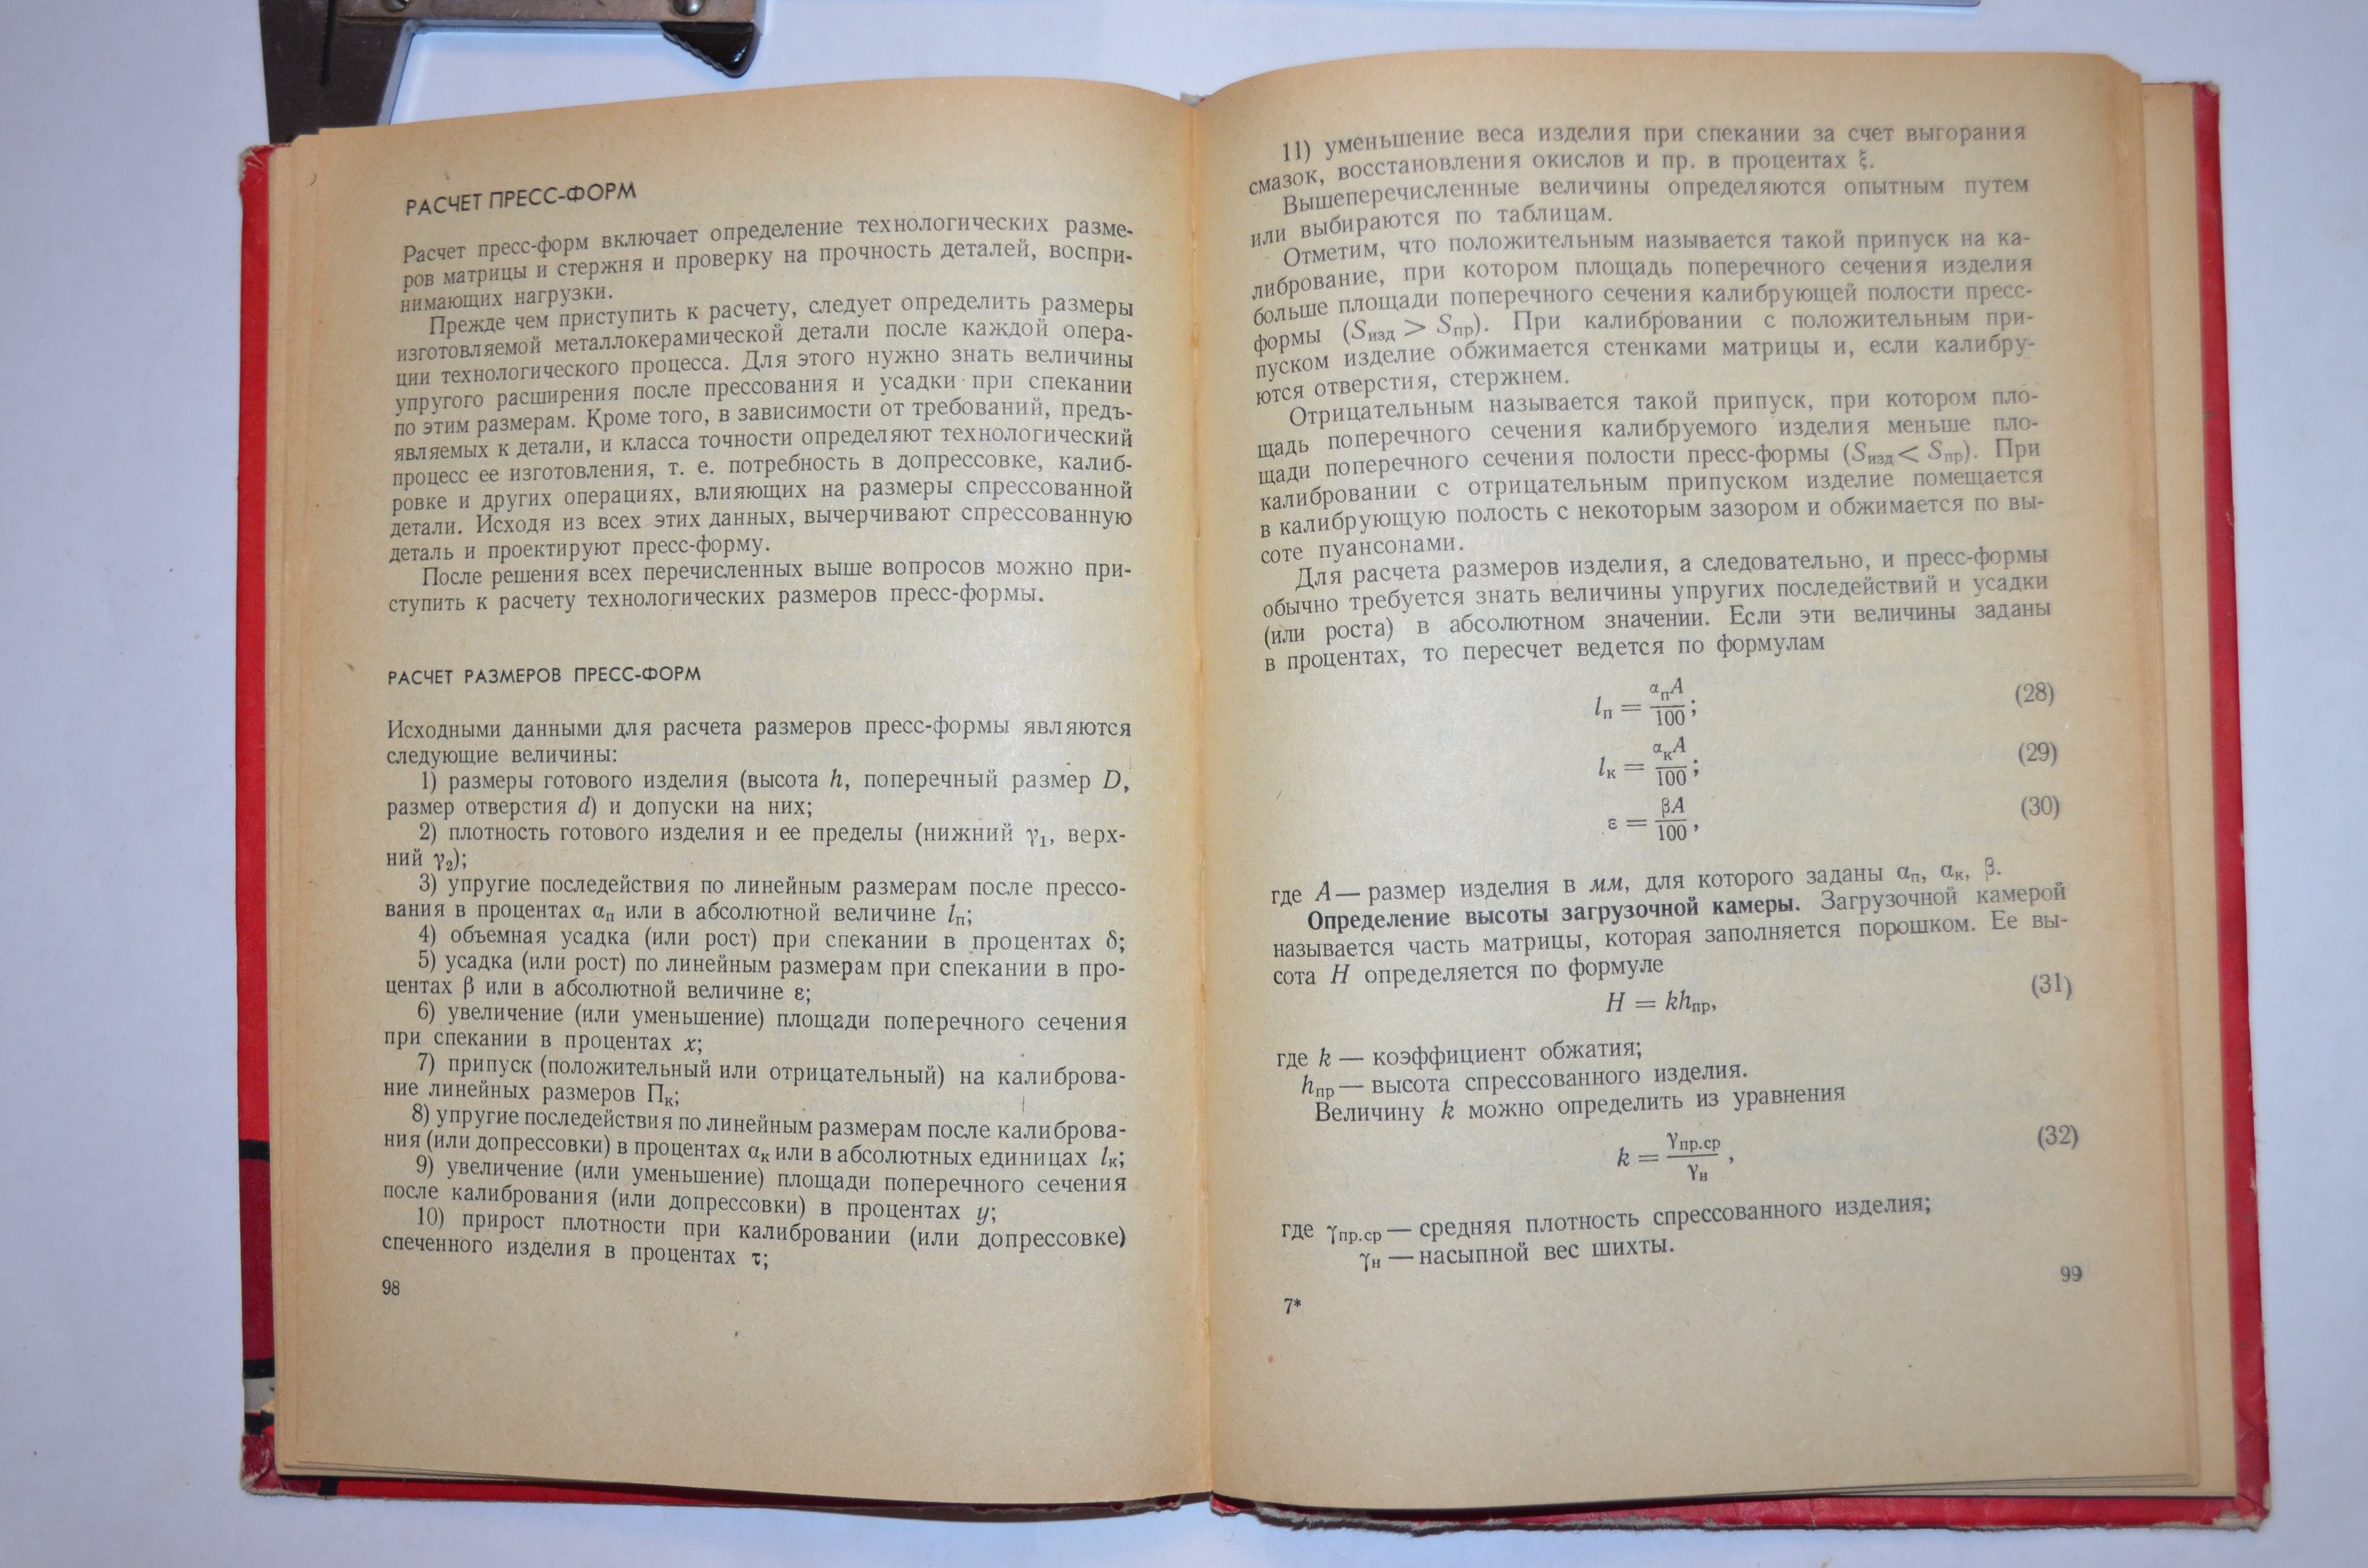 РАСЧЕТ ПРЕСС-ФОРМ
Расчет пресс-форм включает определение технологических разме-
ров матрицы и стержня и проверку на прочность деталей, воспри-
нимающих нагрузки.
Прежде чем приступить к расчету, следует определить размеры
изготовляемой металлокерамической детали после каждой опера-
ции технологического процесса. Для этого нужно знать величины
упругого расширения после прессования и усадки при спекании
по этим размерам. Кроме того, в зависимости от требований, предъ-
являемых к детали, и класса точности определяют технологический
процесс ее изготовления, т. е. потребность в допрессовке, калиб-
ровке и других операциях, влияющих на размеры спрессованной
детали. Исходя из всех этих данных, вычерчивают спрессованную
деталь и проектируют пресс-форму.
После решения всех перечисленных выше вопросов можно при-
ступить к расчету технологических размеров пресс-формы.
РАСЧЕТ РАЗМЕРОВ ПРЕСС-ФОРМ
Исходными данными для расчета размеров пресс-формы являются
следующие величины:
1) размеры готового изделия (высота h, поперечный размер D,
размер отверстия d) и допуски на них;
2) плотность готового изделия и ее пределы (нижний γ₁, верх-
ний γ₂);
3) упругие последействия по линейным размерам после прессо-
вания в процентах αп или в абсолютной величине lп;
4) объемная усадка (или рост) при спекании в процентах δ;
5) усадка (или рост) по линейным размерам при спекании в про-
центах β или в абсолютной величине ε;
6) увеличение (или уменьшение) площади поперечного сечения
при спекании в процентах x;
7) припуск (положительный или отрицательный) на калиброва-
ние линейных размеров Пк;
8) упругие последействия по линейным размерам после калиброва-
ния (или допрессовки) в процентах αк или в абсолютных единицах lк;
9) увеличение (или уменьшение) площади поперечного сечения
после калибрования (или допрессовки) в процентах y;
10) прирост плотности при калибровании (или допрессовке)
спеченного изделия в процентах τ;
98
11) уменьшение веса изделия при спекании за счет выгорания
смазок, восстановления окислов и пр. в процентах ξ.
Вышеперечисленные величины определяются опытным путем
или выбираются по таблицам.
Отметим, что положительным называется такой припуск на ка-
либрование, при котором площадь поперечного сечения изделия
больше площади поперечного сечения калибрующей полости пресс-
формы (Sизд > Sпр). При калибровании с положительным при-
пуском изделие обжимается стенками матрицы и, если калибру-
ются отверстия, стержнем.
Отрицательным называется такой припуск, при котором пло-
щадь поперечного сечения калибруемого изделия меньше пло-
щади поперечного сечения полости пресс-формы (Sизд < Sпр). При
калибровании с отрицательным припуском изделие помещается
в калибрующую полость с некоторым зазором и обжимается по вы-
соте пуансонами.
Для расчета размеров изделия, а следовательно, и пресс-формы
обычно требуется знать величины упругих последействий и усадки
(или роста) в абсолютном значении. Если эти величины заданы
в процентах, то пересчет ведется по формулам
lп = αпA/100; (28)
lк = αкA/100; (29)
ε = βA/100, (30)
где A — размер изделия в мм, для которого заданы αп, αк, β.
Определение высоты загрузочной камеры. Загрузочной камерой
называется часть матрицы, которая заполняется порошком. Ее вы-
сота H определяется по формуле
H = khпр, (31)
где k — коэффициент обжатия;
hпр — высота спрессованного изделия.
Величину k можно определить из уравнения
k = γпр.ср/γн, (32)
где γпр.ср — средняя плотность спрессованного изделия;
γн — насыпной вес шихты.
99
7*